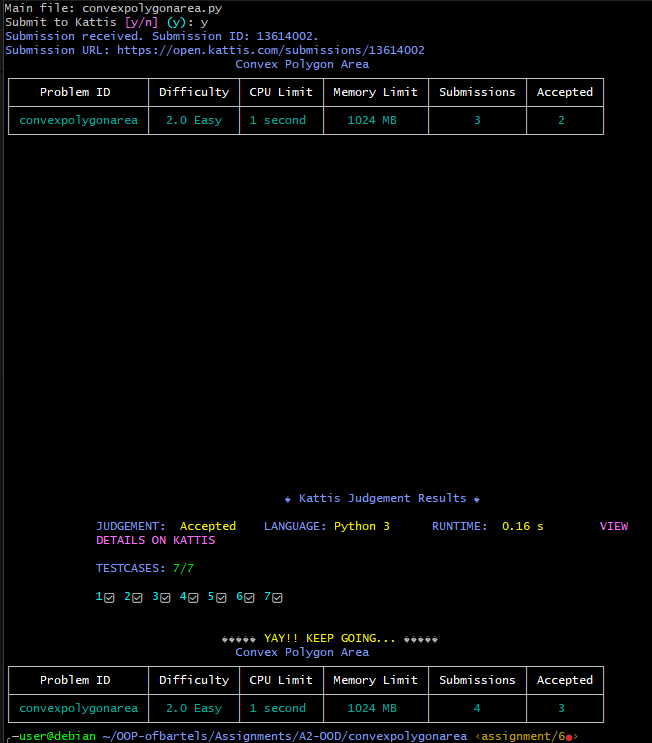 Main file: convexpolygonarea.py
Submit to Kattis [y/n] (y): y
Submission received. Submission ID: 13614002.
Submission URL: https://open.kattis.com/submissions/13614002
Convex Polygon Area
Problem ID Difficulty CPU Limit Memory Limit Submissions Accepted
convexpolygonarea 2.0 Easy 1 second 1024 MB 3 2
� Kattis Judgement Results �
JUDGEMENT: Accepted LANGUAGE: Python 3 RUNTIME: 0.16 s VIEW
DETAILS ON KATTIS
TESTCASES: 7/7
1☑ 2☑ 3☑ 4☑ 5☑ 6☑ 7☑
����� YAY!! KEEP GOING... �����
Convex Polygon Area
Problem ID Difficulty CPU Limit Memory Limit Submissions Accepted
convexpolygonarea 2.0 Easy 1 second 1024 MB 4 3
╭─user@debian ~/OOP-ofbartels/Assignments/A2-OOD/convexpolygonarea ‹assignment/6●›